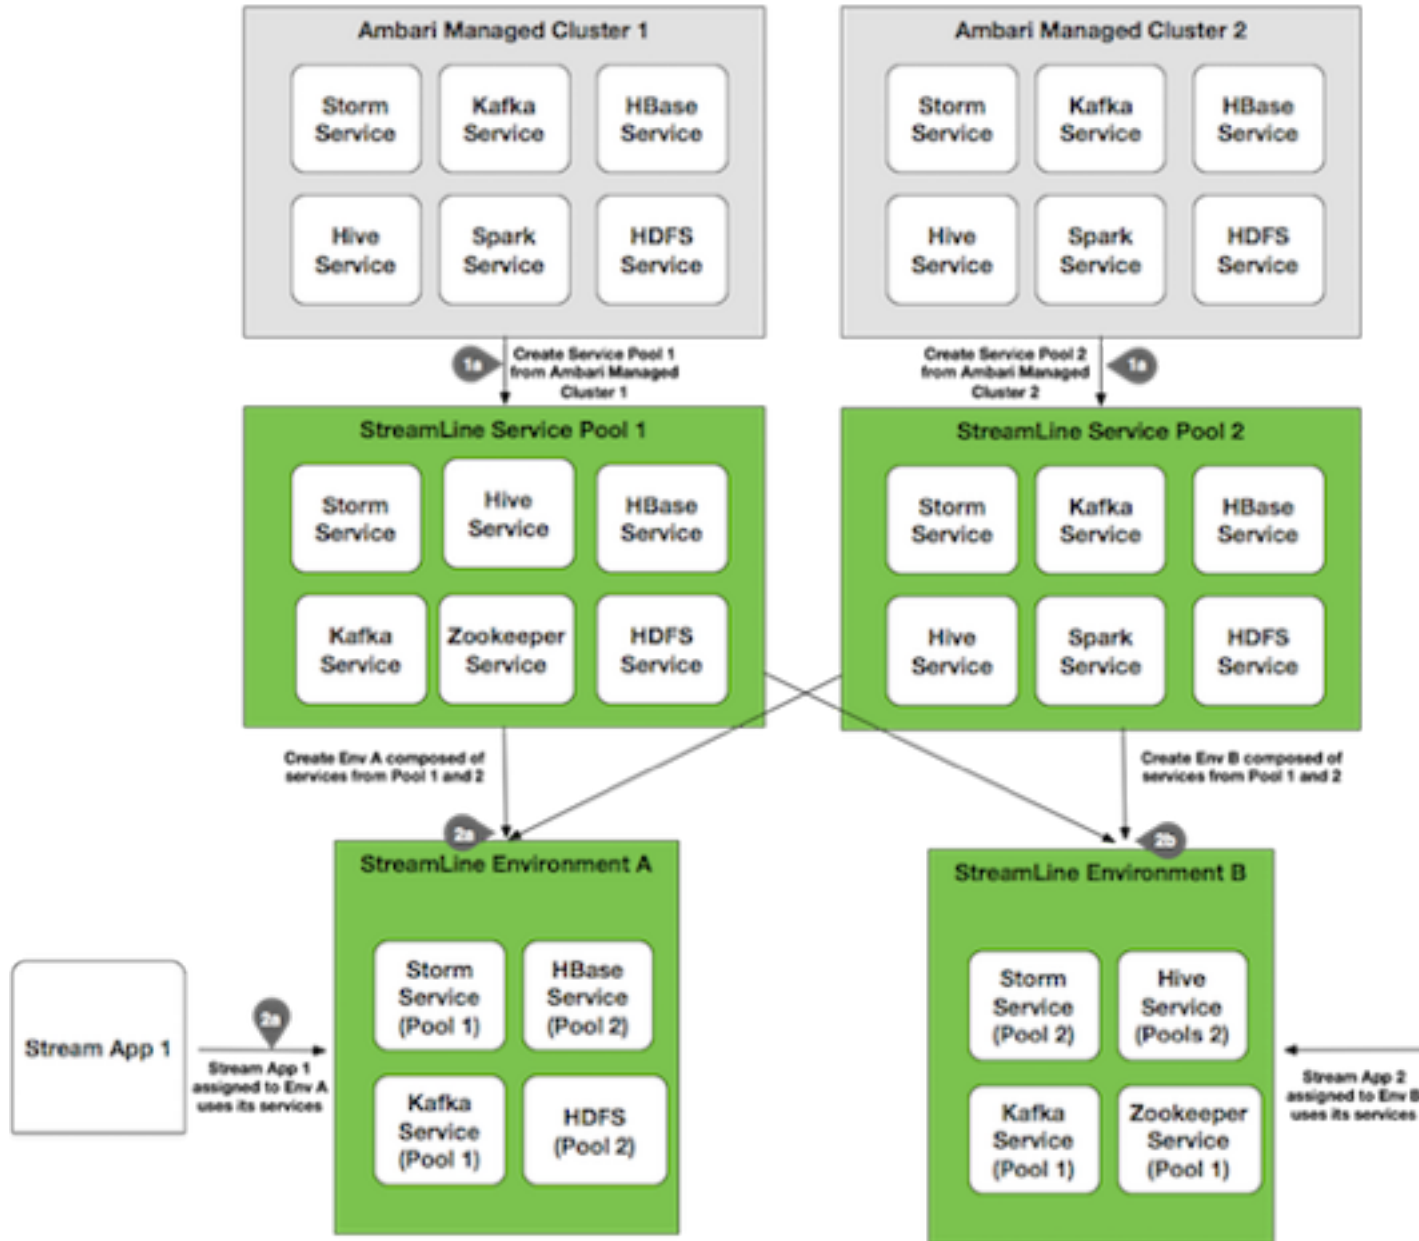 Ambari Managed Cluster 1
Storm
Service
Kafka
Service
HBase
Service
Hive
Service
Spark
Service
HDFS
Service
Ambari Managed Cluster 2
Storm
Service
Kafka
Service
HBase
Service
Hive
Service
Spark
Service
HDFS
Service
1a
Create Service Pool 1
from Ambari Managed
Cluster 1
Create Service Pool 2
from Ambari Managed
Cluster 2
1a
StreamLine Service Pool 1
Storm
Service
Hive
Service
HBase
Service
Kafka
Service
Zookeeper
Service
HDFS
Service
StreamLine Service Pool 2
Storm
Service
Kafka
Service
HBase
Service
Hive
Service
Spark
Service
HDFS
Service
Create Env A composed of
services from Pool 1 and 2
Create Env B composed of
services from Pool 1 and 2
2a
2b
StreamLine Environment A
Storm
Service
(Pool 1)
HBase
Service
(Pool 2)
Kafka
Service
(Pool 1)
HDFS
(Pool 2)
StreamLine Environment B
Storm
Service
(Pool 2)
Hive
Service
(Pools 2)
Kafka
Service
(Pool 1)
Zookeeper
Service
(Pool 1)
Stream App 1
2a
Stream App 1
assigned to Env A
uses its services
Stream App 2
assigned to Env B
uses its services